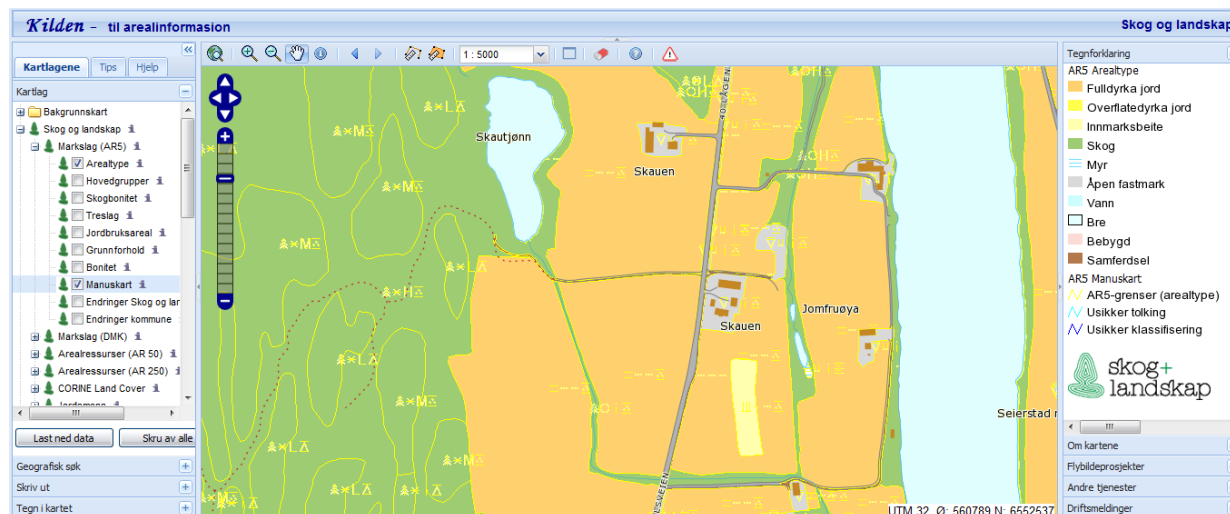 Kilden - til arealinformasion
Skog og landskap
Kartlagene
Tips
Hjelp
1 : 5000
Kartlag
Bakgrunnskart
Skog og landskap i
Markslag (AR5) i
Arealtype i
Hovedgrupper i
Skogbonitet i
Treslag i
Jordbruksareal i
Grunnforhold i
Bonitet i
Manuskart i
Endringer Skog og lar
Endringer kommune
Markslag (DMK) i
Arealressurser (AR 50) i
Arealressurser (AR 250) i
CORINE Land Cover i
Last ned data
Skru av alle
Geografisk søk
Skriv ut
Tegn i kartet
Skautjønn
Skauen
40 LÅGEN
Skauen
Jomfruøya
Seierstad
LSVEIEN
UTM 32 Ø: 560789 N: 6552537
Tegnforklaring
AR5 Arealtype
Fulldyrka jord
Overflatedyrka jord
Innmarksbeite
Skog
Myr
Åpen fastmark
Vann
Bre
Bebygd
Samferdsel
AR5 Manuskart
AR5-grenser (arealtype)
Usikker tolking
Usikker klassifisering
skog+
landskap
Om kartene
Flybildeprosjekter
Andre tjenester
Driftsmeldinger